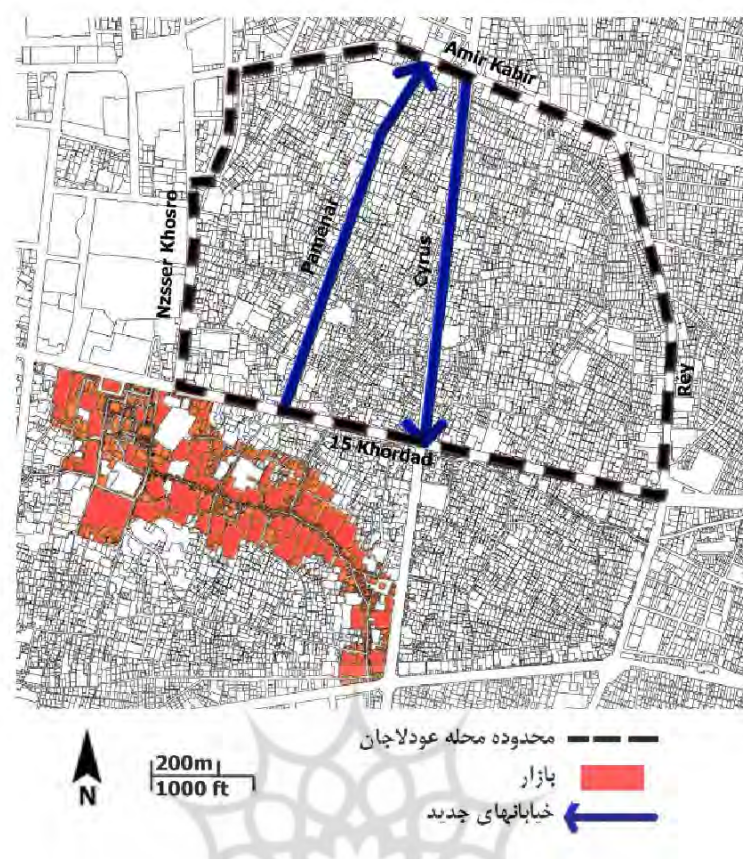 Amir Kabir
Nzsser Khosro
Pamenar
Cyrus
Rey
15 Khordad
محدوده محله عودلاجان
بازار
خیابانهای جدید
N
200m
1000 ft